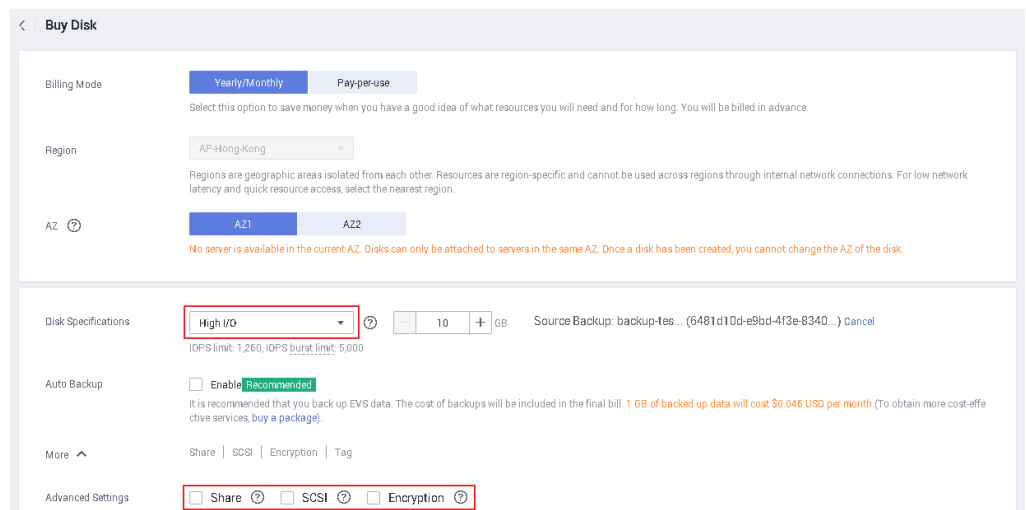 Buy Disk
Billing Mode
Yearly/Monthly Pay-per-use
Select this option to save money when you have a good idea of what resources you will need and for how long. You will be billed in advance.
Region
AP-Hong-Kong
Regions are geographic areas isolated from each other. Resources are region-specific and cannot be used across regions through internal network connections. For low network
latency and quick resource access, select the nearest region.
AZ ?
AZ1 AZ2
No server is available in the current AZ. Disks can only be attached to servers in the same AZ. Once a disk has been created, you cannot change the AZ of the disk.
Disk Specifications
High I/O ? − 10 + GB Source Backup: backup-tes... (6481d10d-e9bd-4f3e-8340...) Cancel
IOPS limit: 1,260, IOPS burst limit: 5,000
Auto Backup
Enable Recommended
It is recommended that you back up EVS data. The cost of backups will be included in the final bill. 1 GB of backed up data will cost $0.046 USD per month.(To obtain more cost-effe
ctive services, buy a package).
More Share | SCSI | Encryption | Tag
Advanced Settings Share ? SCSI ? Encryption ?